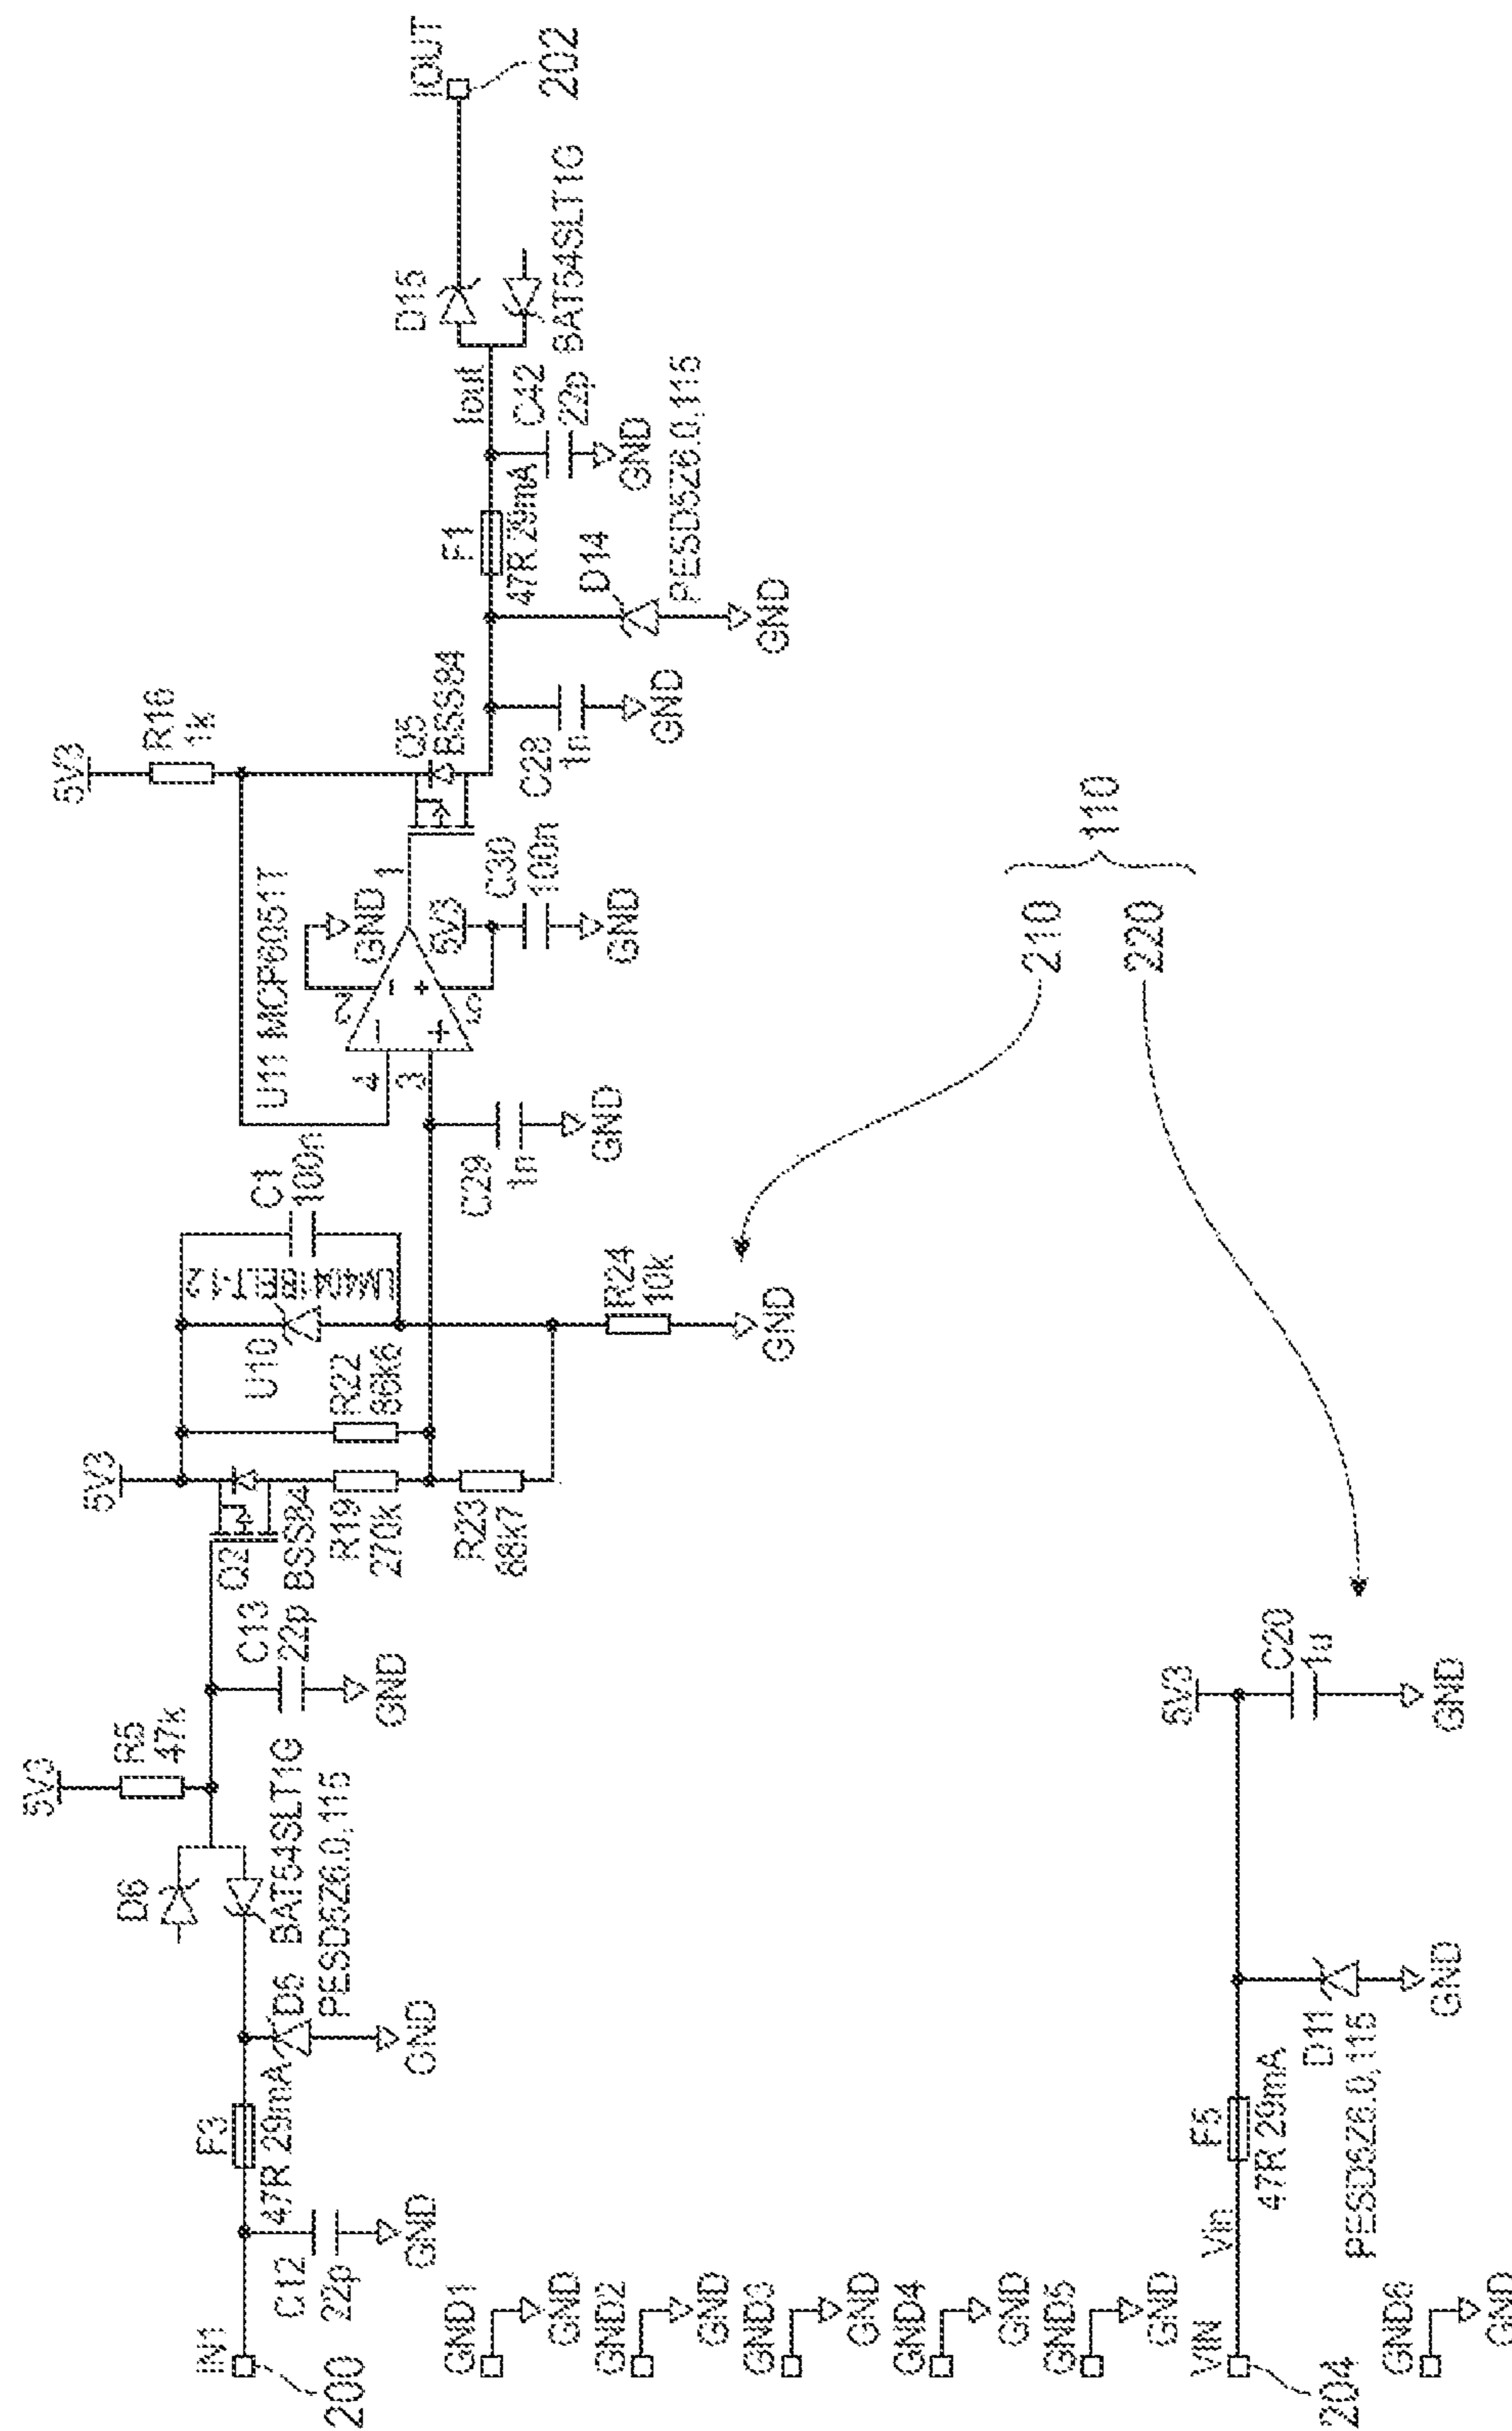 IN1
200
C12
22p
GND
F3
47R 29mA
D5
PESD5Z6.0,115
GND
D6
BAT54SLT1G
5V3
R5
47k
C13
22p
GND
Q2
BSS84
5V3
R19
270k
R22
R23
U10
C1
100n
R24
10k
GND
C29
1n
GND
U11 MCP6051T
4
3
2
5
1
GND
5V3
C30
100n
GND
5V3
R16
1k
Q5
BSS84
C28
1n
GND
D14
PESD5Z6.0,115
GND
F1
47R 29mA
Iout
C42
22p
GND
D15
BAT54SLT1G
IOUT
202
GND1
GND
GND2
GND
GND3
GND
GND4
GND
GND5
GND
VIN
204
Vin
F5
47R 29mA
D11
PESD5Z6.0,115
GND
5V3
C20
1u
GND
GND6
GND
210
220
110